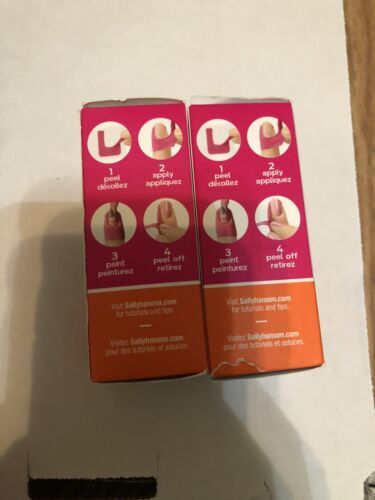 1
peel
décollez
2
apply
appliquez
3
paint
peinturez
4
peel off
retirez
Visit Sallyhansen.com
for tutorials and tips.
Visitez Sallyhansen.com
pour des tutoriels et astuces.
1
peel
décollez
2
apply
appliquez
3
paint
peinturez
4
peel off
retirez
Visit Sallyhansen.com
for tutorials and tips.
Visitez Sallyhansen.com
pour des tutoriels et astuces.